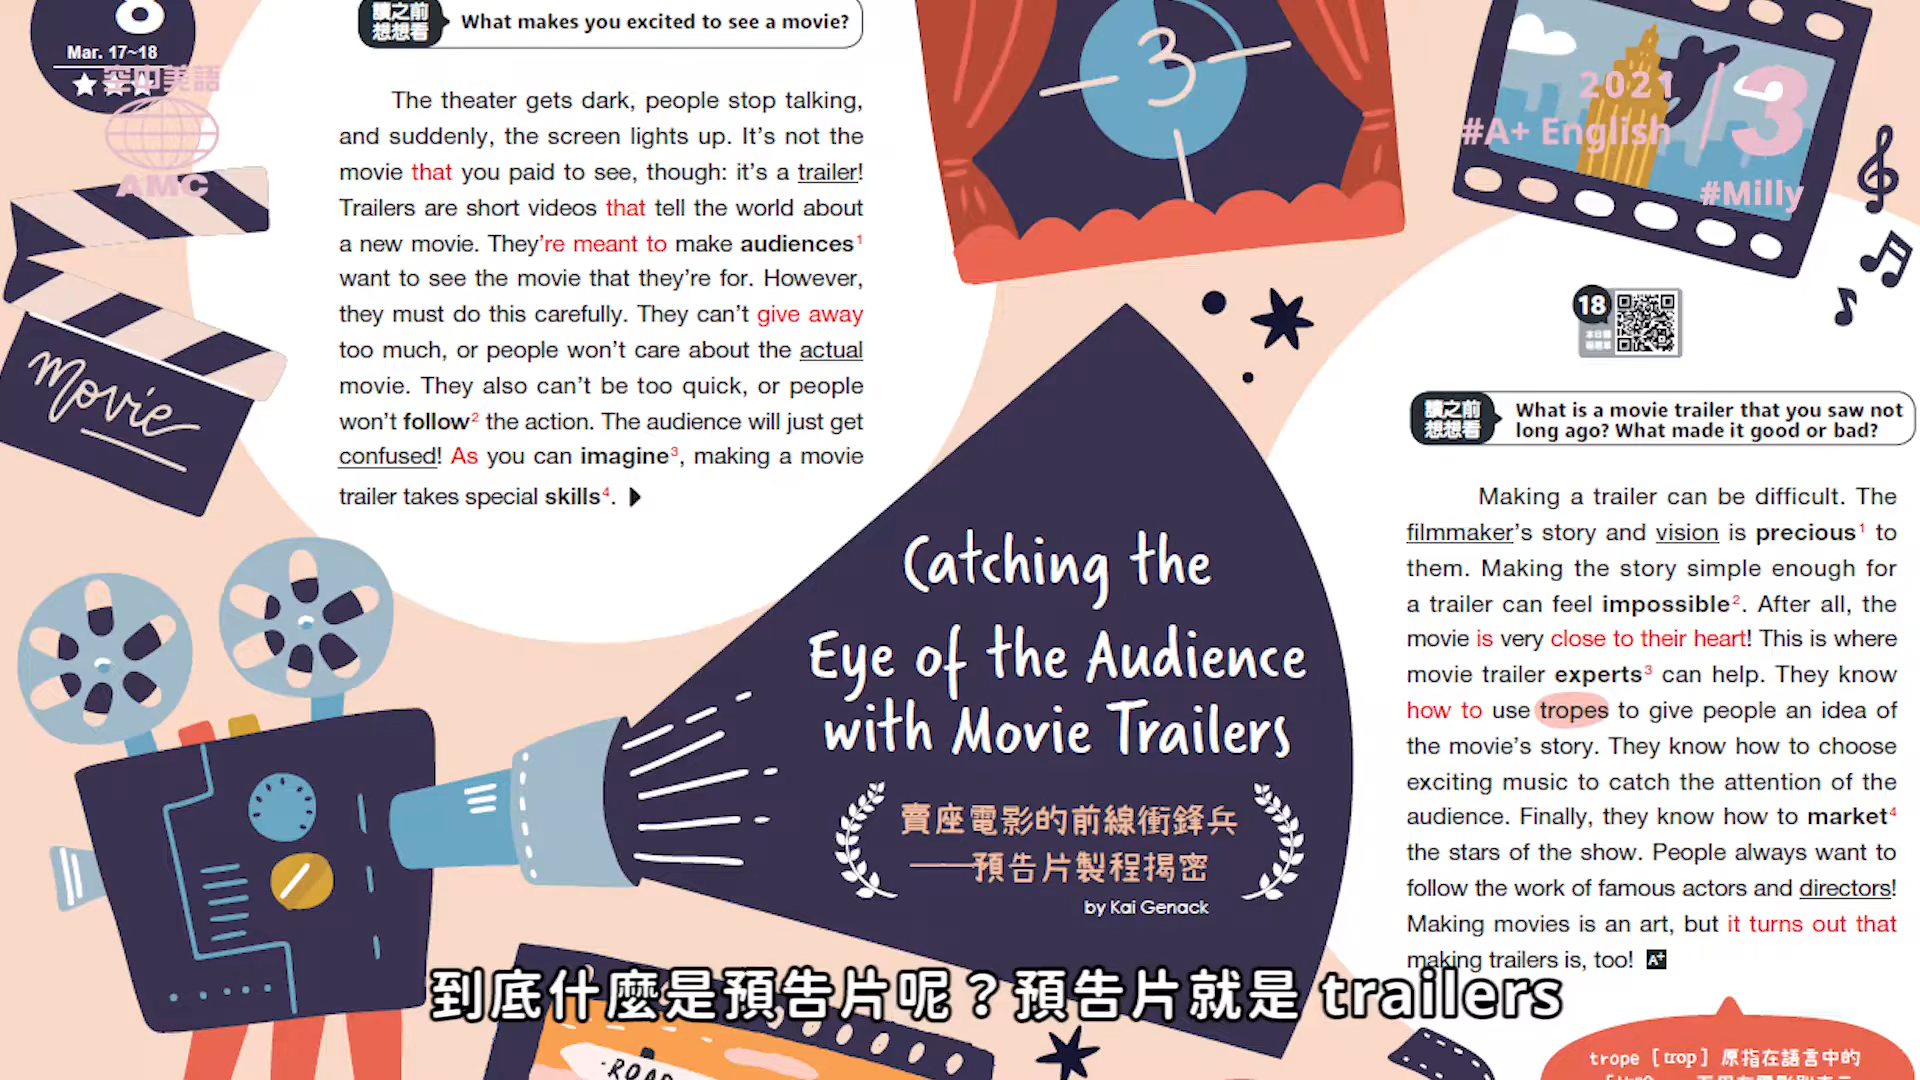 8
Mar. 17~18
空中美語
AMC
讀之前
想想看
What makes you excited to see a movie?
The theater gets dark, people stop talking,
and suddenly, the screen lights up. It's not the
movie that you paid to see, though: it's a trailer!
Trailers are short videos that tell the world about
a new movie. They're meant to make audiences¹
want to see the movie that they're for. However,
they must do this carefully. They can't give away
too much, or people won't care about the actual
movie. They also can't be too quick, or people
won't follow² the action. The audience will just get
confused! As you can imagine³, making a movie
trailer takes special skills⁴.
movie
3
2021
#A+ English
3
#Milly
Catching the
Eye of the Audience
with Movie Trailers
賣座電影的前線衝鋒兵
——預告片製程揭密
by Kai Genack
18
讀之前
想想看
What is a movie trailer that you saw not
long ago? What made it good or bad?
Making a trailer can be difficult. The
filmmaker's story and vision is precious¹ to
them. Making the story simple enough for
a trailer can feel impossible². After all, the
movie is very close to their heart! This is where
movie trailer experts³ can help. They know
how to use tropes to give people an idea of
the movie's story. They know how to choose
exciting music to catch the attention of the
audience. Finally, they know how to market⁴
the stars of the show. People always want to
follow the work of famous actors and directors!
Making movies is an art, but it turns out that
making trailers is, too! A+
到底什麼是預告片呢？預告片就是 trailers
trope [trop] 原指在語言中的